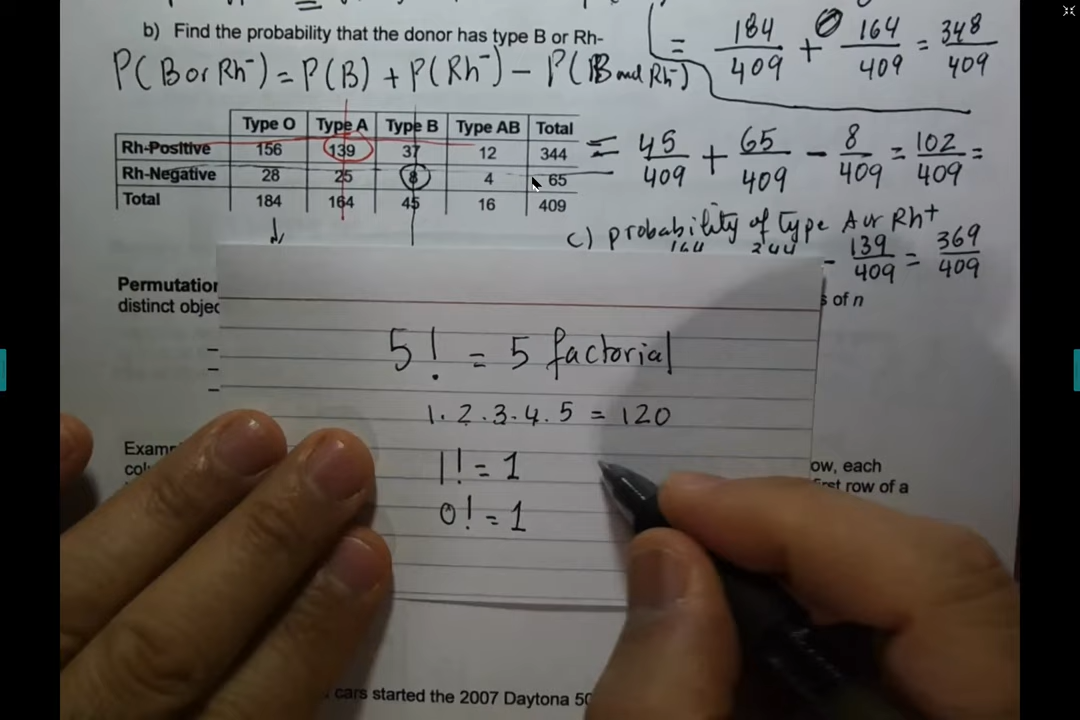 b) Find the probability that the donor has type B or Rh-
= 184/409 + 164/409 = 348/409
P(B or Rh⁻) = P(B) + P(Rh⁻) - P(B and Rh⁻)
Type O Type A Type B Type AB Total
Rh-Positive 156 139 37 12 344
Rh-Negative 28 25 8 4 65
Total 184 164 45 16 409
= 45/409 + 65/409 - 8/409 = 102/409 =
c) probability of type A or Rh+
- 139/409 = 369/409
Permutation
distinct objec
s of n
5! = 5 factorial
1.2.3.4.5 = 120
1! = 1
0! = 1
ow, each
row of a
cars started the 2007 Daytona 50